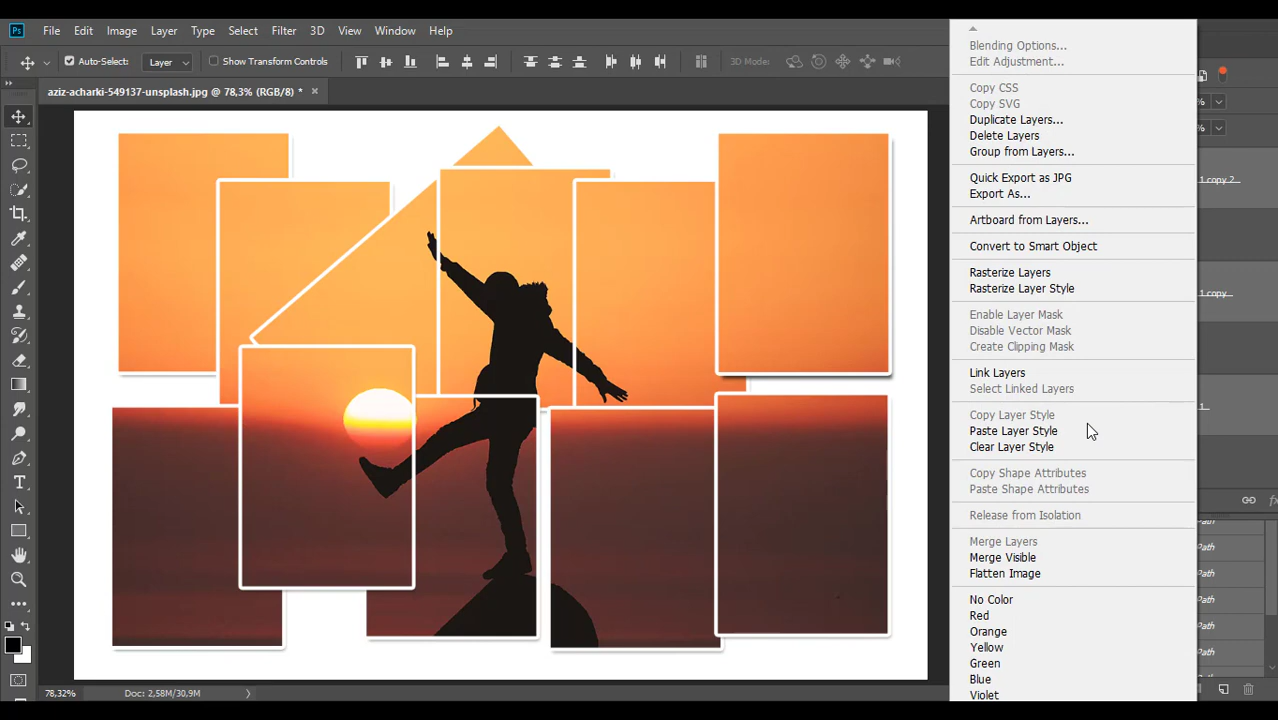 Ps File Edit Image Layer Type Select Filter 3D View Window Help
Auto-Select: Layer Show Transform Controls 3D Mode:
aziz-acharki-549137-unsplash.jpg @ 78,3% (RGB/8) * ×
Blending Options...
Edit Adjustment...
Copy CSS
Copy SVG
Duplicate Layers...
Delete Layers
Group from Layers...
Quick Export as JPG
Export As...
Artboard from Layers...
Convert to Smart Object
Rasterize Layers
Rasterize Layer Style
Enable Layer Mask
Disable Vector Mask
Create Clipping Mask
Link Layers
Select Linked Layers
Copy Layer Style
Paste Layer Style
Clear Layer Style
Copy Shape Attributes
Paste Shape Attributes
Release from Isolation
Merge Layers
Merge Visible
Flatten Image
No Color
Red
Orange
Yellow
Green
Blue
Violet
%
%
1 copy 2...
1 copy...
1...
fx
Path
Path
Path
Path
Path
Path
T
78,32% Doc: 2,58M/30,9M